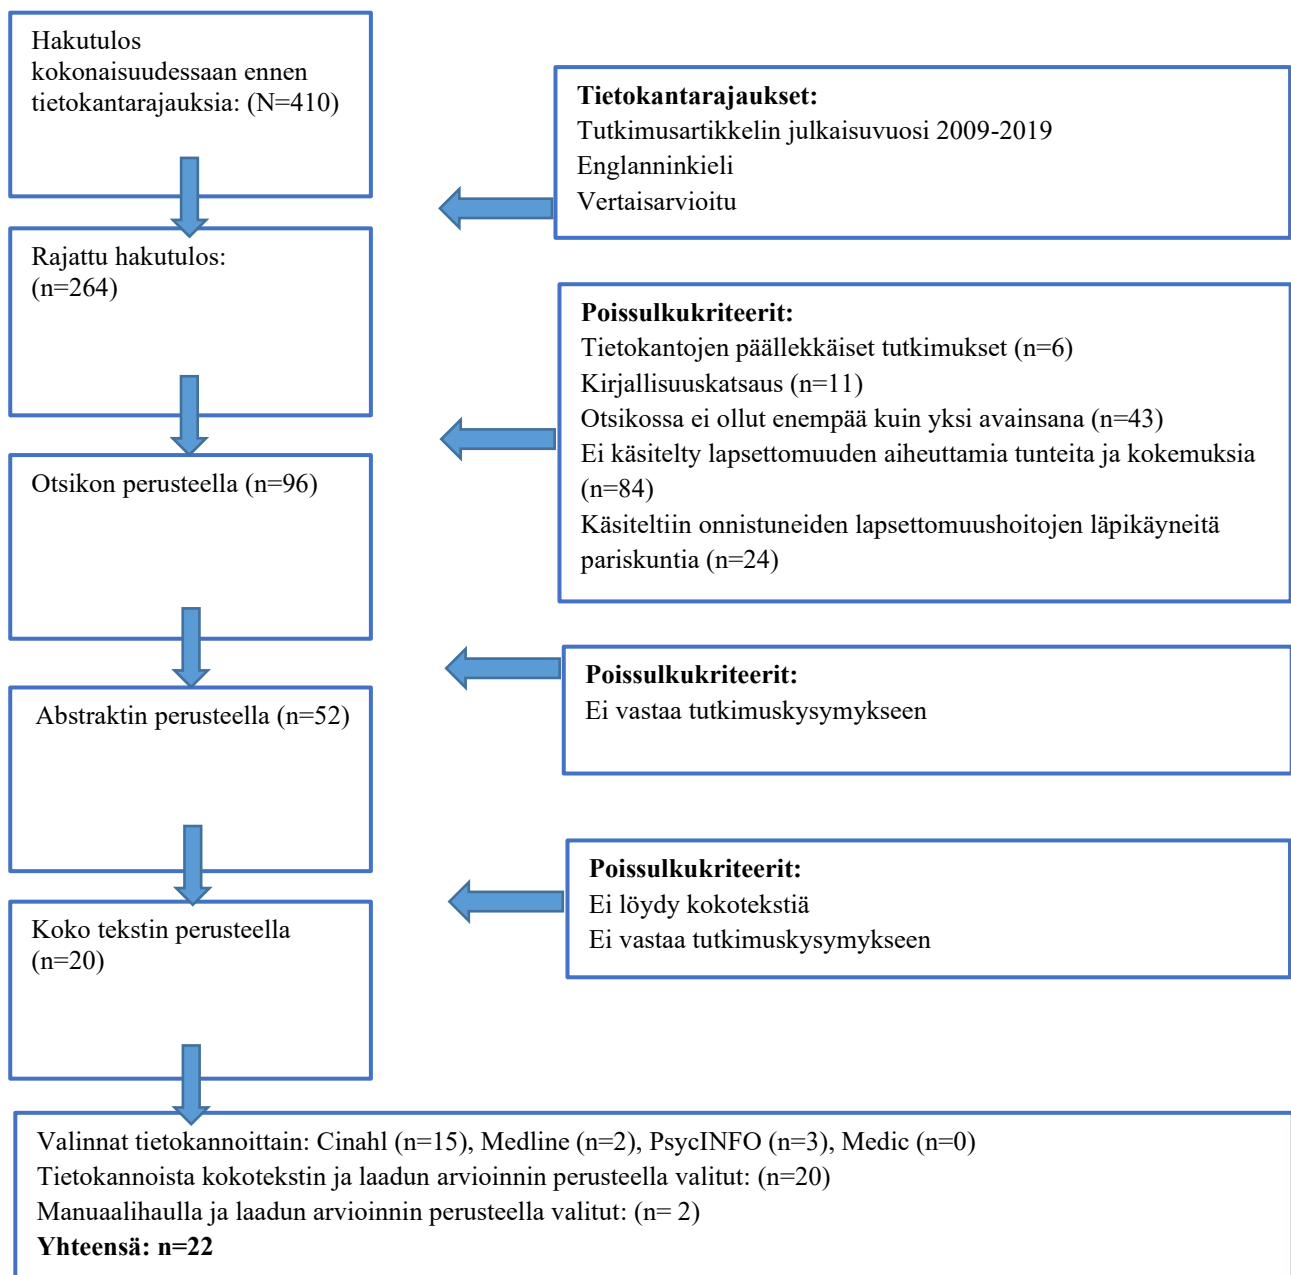 Hakutulos
kokonaisuudessaan ennen
tietokantarajauksia: (N=410)
Tietokantarajaukset:
Tutkimusartikkelin julkaisuvuosi 2009-2019
Englanninkieli
Vertaisarvioitu
Rajattu hakutulos:
(n=264)
Poissulkukriteerit:
Tietokantojen päällekkäiset tutkimukset (n=6)
Kirjallisuuskatsaus (n=11)
Otsikossa ei ollut enempää kuin yksi avainsana (n=43)
Ei käsitelty lapsettomuuden aiheuttamia tunteita ja kokemuksia
(n=84)
Käsiteltiin onnistuneiden lapsettomuushoitojen läpikäyneitä
pariskuntia (n=24)
Otsikon perusteella (n=96)
Poissulkukriteerit:
Ei vastaa tutkimuskysymykseen
Abstraktin perusteella (n=52)
Poissulkukriteerit:
Ei löydy kokotekstiä
Ei vastaa tutkimuskysymykseen
Koko tekstin perusteella
(n=20)
Valinnat tietokannoittain: Cinahl (n=15), Medline (n=2), PsycINFO (n=3), Medic (n=0)
Tietokannoista kokotekstin ja laadun arvioinnin perusteella valitut: (n=20)
Manuaalihaulla ja laadun arvioinnin perusteella valitut: (n= 2)
Yhteensä: n=22